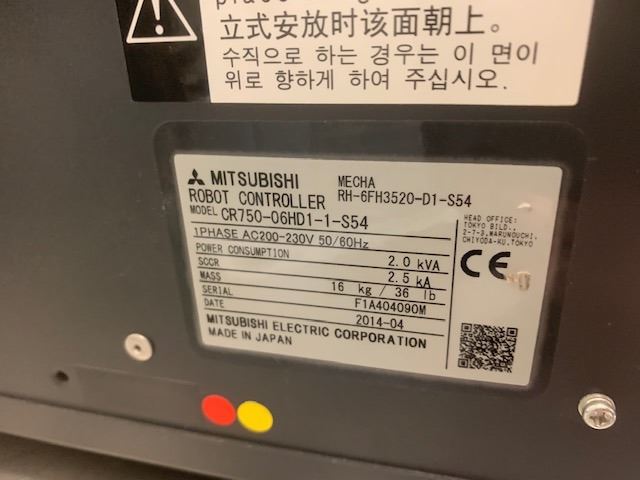 立式安放时该面朝上。
수직으로 하는 경우는 이 면이
위로 향하게 하여 주십시오.
MITSUBISHI
ROBOT CONTROLLER
MECHA
RH-6FH3520-D1-S54
MODEL CR750-06HD1-1-S54
1PHASE AC200-230V 50/60Hz
POWER CONSUMPTION 2.0 kVA
SCCR 2.5 kA
MASS 16 kg / 36 lb
SERIAL F1A404090M
DATE 2014-04
MITSUBISHI ELECTRIC CORPORATION
MADE IN JAPAN
HEAD OFFICE:
TOKYO BILD.,
2-7-3, MARUNOUCHI,
CHIYODA-KU, TOKYO
CE